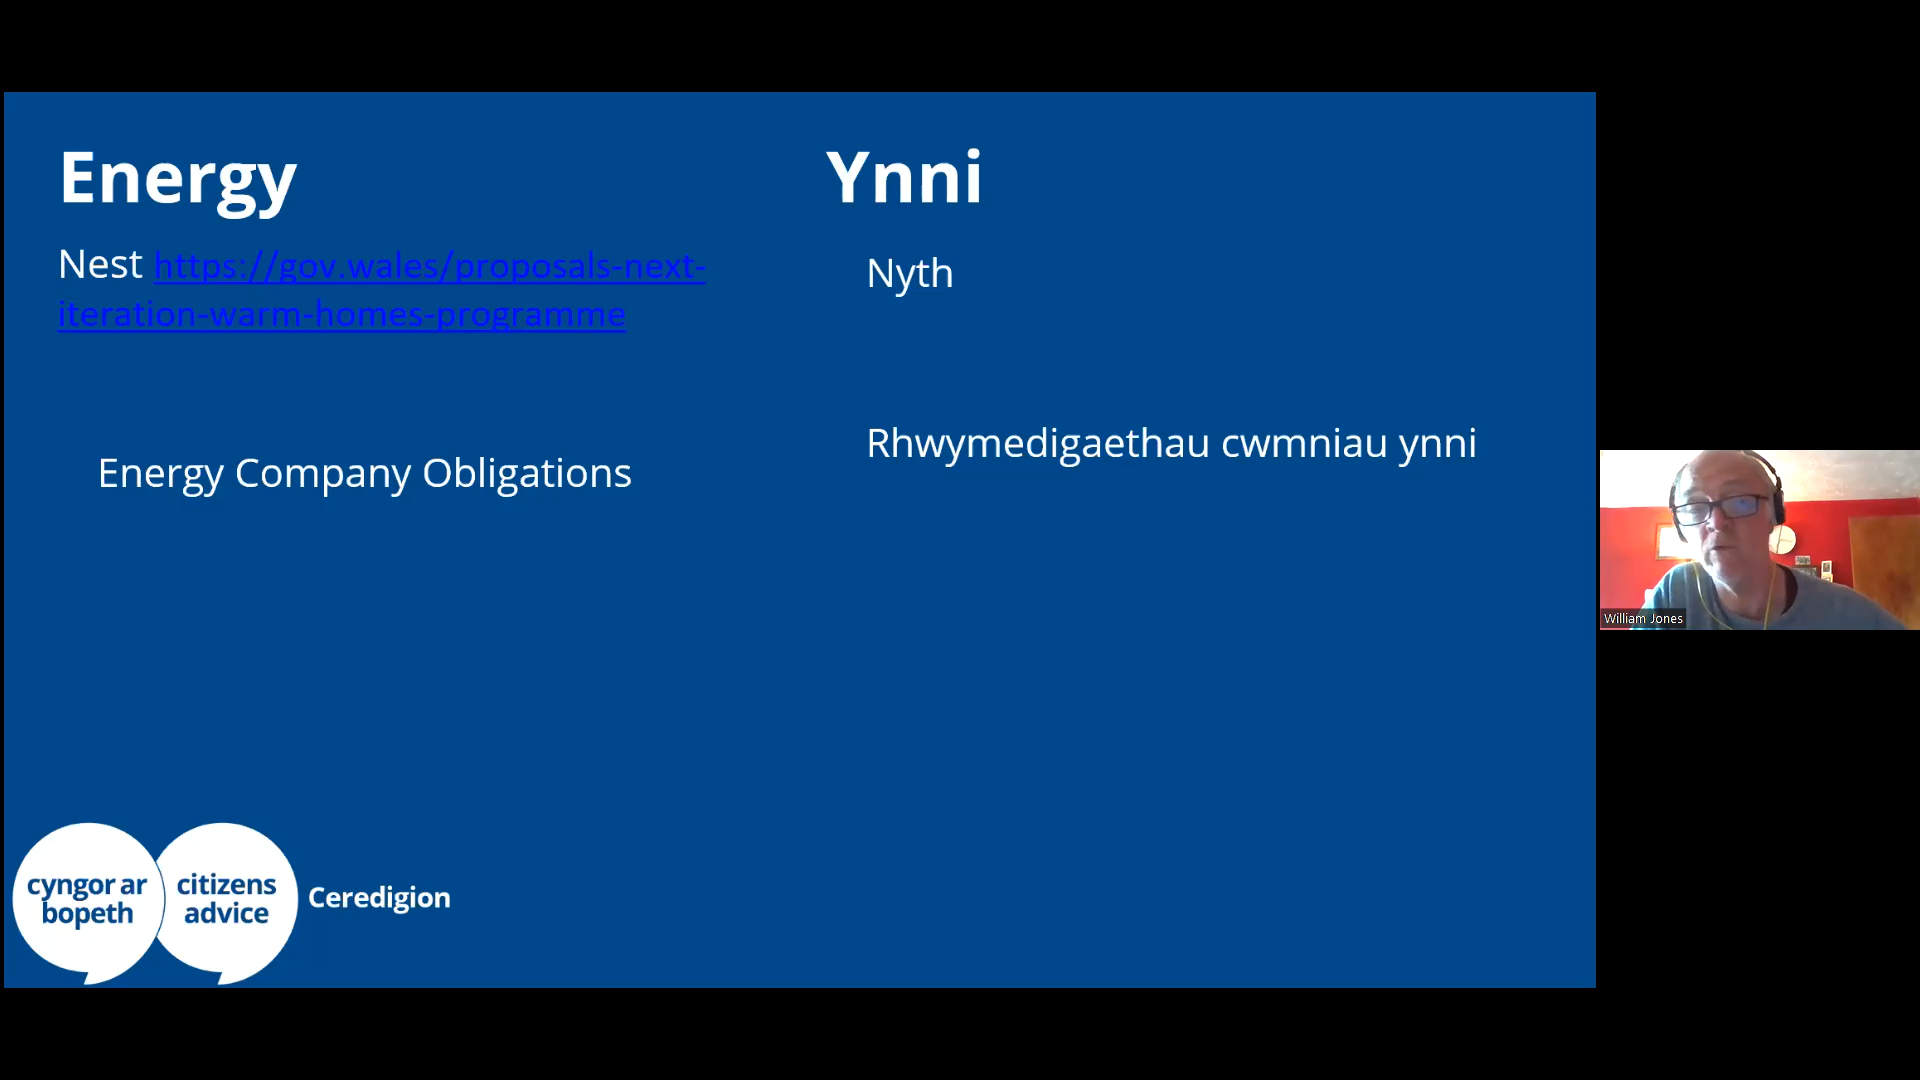 Energy
Nest https://gov.wales/proposals-next-
iteration-warm-homes-programme
Energy Company Obligations
Ynni
Nyth
Rhwymedigaethau cwmniau ynni
William Jones
cyngor ar
bopeth
citizens
advice
Ceredigion